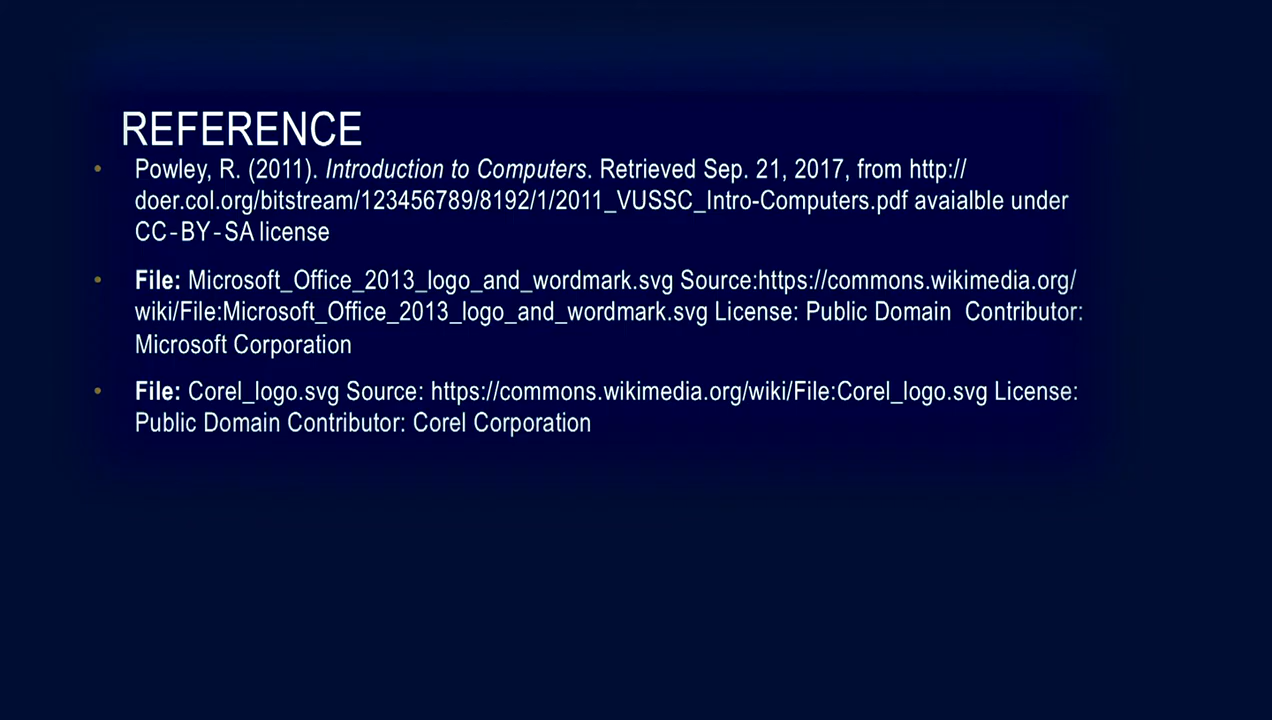 REFERENCE
• Powley, R. (2011). Introduction to Computers. Retrieved Sep. 21, 2017, from http://
doer.col.org/bitstream/123456789/8192/1/2011_VUSSC_Intro-Computers.pdf avaialble under
CC-BY-SA license
• File: Microsoft_Office_2013_logo_and_wordmark.svg Source:https://commons.wikimedia.org/
wiki/File:Microsoft_Office_2013_logo_and_wordmark.svg License: Public Domain Contributor:
Microsoft Corporation
• File: Corel_logo.svg Source: https://commons.wikimedia.org/wiki/File:Corel_logo.svg License:
Public Domain Contributor: Corel Corporation